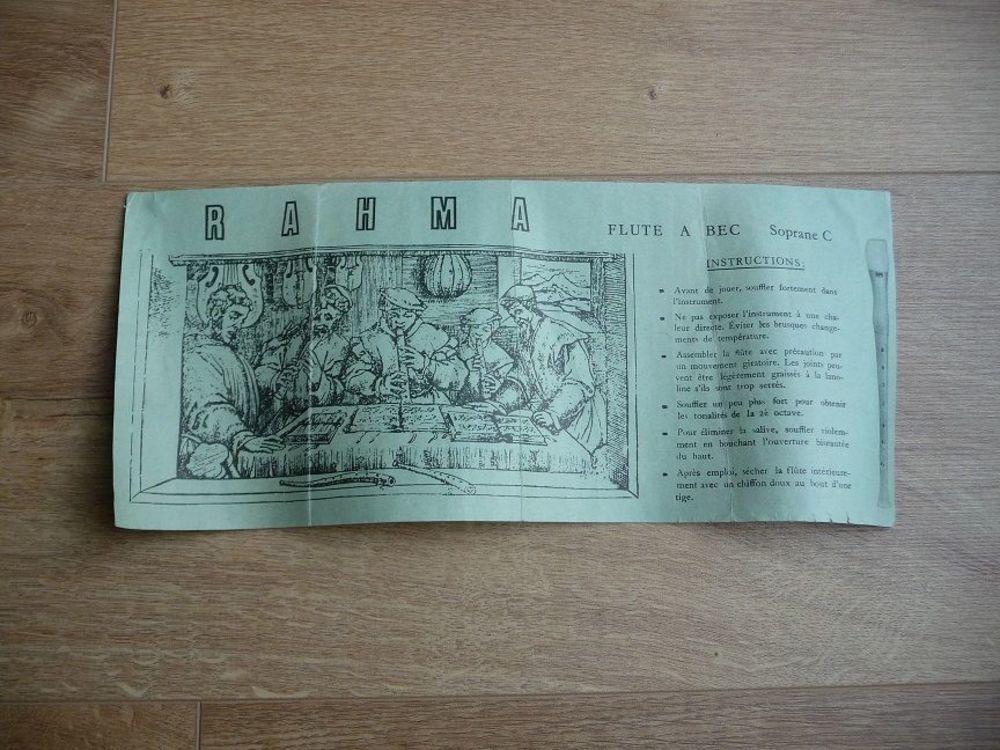 RAHMA
FLUTE A BEC Soprane C
INSTRUCTIONS:
- Avant de jouer, souffler fortement dans
l'instrument.
- Ne pas exposer l'instrument à une cha-
leur directe. Éviter les brusques change-
ments de température.
- Assembler la flûte avec précaution par
un mouvement giratoire. Les joints peu-
vent être légèrement graissés à la lano-
line s'ils sont trop serrés.
- Souffler un peu plus fort pour obtenir
les tonalités de la 2è octave.
- Pour éliminer la salive, souffler violem-
ment en bouchant l'ouverture biseautée
du haut.
- Après emploi, sécher la flûte intérieure-
ment avec un chiffon doux au bout d'une
tige.